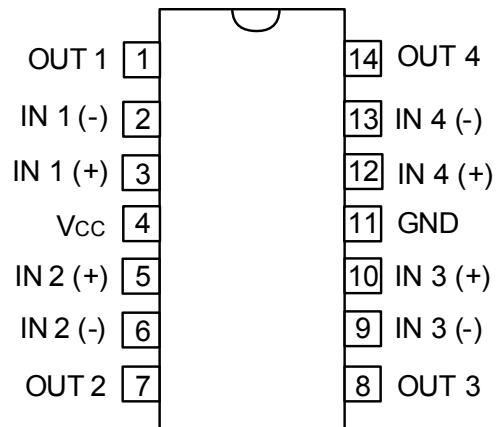 OUT 1 1 14 OUT 4
IN 1 (-) 2 13 IN 4 (-)
IN 1 (+) 3 12 IN 4 (+)
VCC 4 11 GND
IN 2 (+) 5 10 IN 3 (+)
IN 2 (-) 6 9 IN 3 (-)
OUT 2 7 8 OUT 3